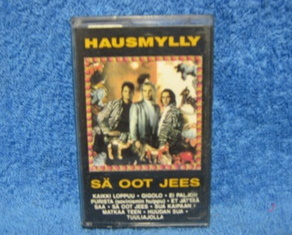 HAUSMYLLY
SÄ OOT JEES
KAIKKI LOPPUU • GIGOLO • EI PALJON
PURISTA (sovinismin huippu) • ET JÄTTÄÄ
SAA • SÄ OOT JEES • SUA KAIPAAN •
MATKAA TEEN • HUUDAN SUA •
TUULIAJOLLA